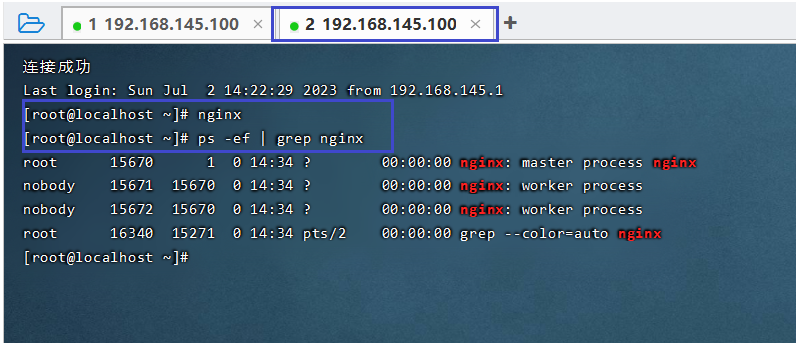 1 192.168.145.100 × 2 192.168.145.100 × +
连接成功
Last login: Sun Jul  2 14:22:29 2023 from 192.168.145.1
[root@localhost ~]# nginx
[root@localhost ~]# ps -ef | grep nginx
root      15670      1  0 14:34 ?        00:00:00 nginx: master process nginx
nobody    15671  15670  0 14:34 ?        00:00:00 nginx: worker process
nobody    15672  15670  0 14:34 ?        00:00:00 nginx: worker process
root      16340  15271  0 14:34 pts/2    00:00:00 grep --color=auto nginx
[root@localhost ~]#